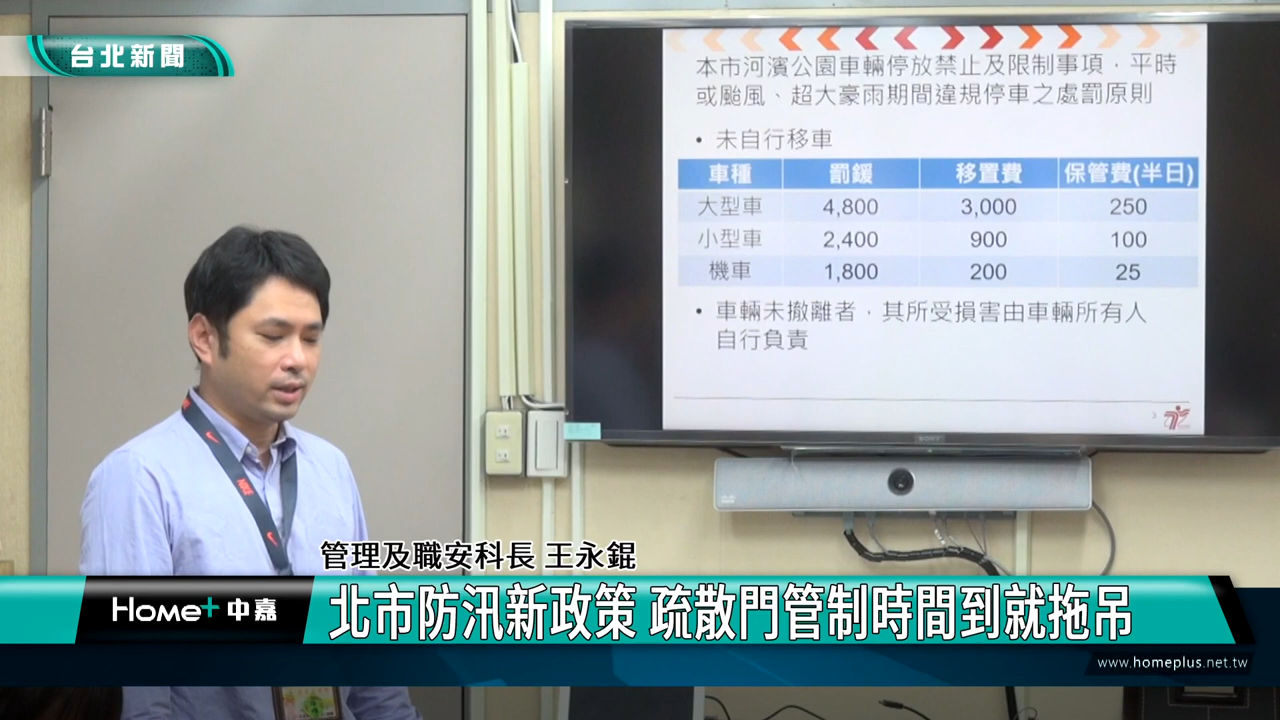 台北新聞
本市河濱公園車輛停放禁止及限制事項，平時
或颱風、超大豪雨期間違規停車之處罰原則
• 未自行移車
車種 罰鍰 移置費 保管費(半日)
大型車 4,800 3,000 250
小型車 2,400 900 100
機車 1,800 200 25
• 車輛未撤離者，其所受損害由車輛所有人
自行負責
3
SONY
NIKE
管理及職安科長 王永錕
Home+ 中嘉
北市防汛新政策 疏散門管制時間到就拖吊
www.homeplus.net.tw